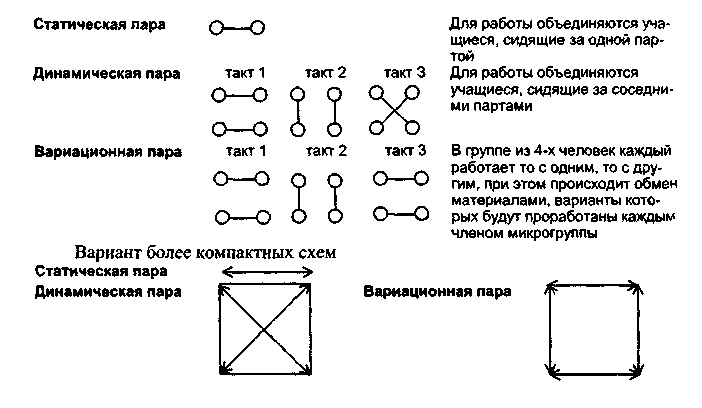 Статическая пара
Для работы объединяются уча-
щиеся, сидящие за одной пар-
той
Динамическая пара такт 1 такт 2 такт 3
Для работы объединяются
учащиеся, сидящие за соседни-
ми партами
Вариационная пара такт 1 такт 2 такт 3
В группе из 4-х человек каждый
работает то с одним, то с дру-
гим, при этом происходит обмен
материалами, варианты кото-
рых будут проработаны каждым
членом микрогруппы
Вариант более компактных схем
Статическая пара
Динамическая пара
Вариационная пара